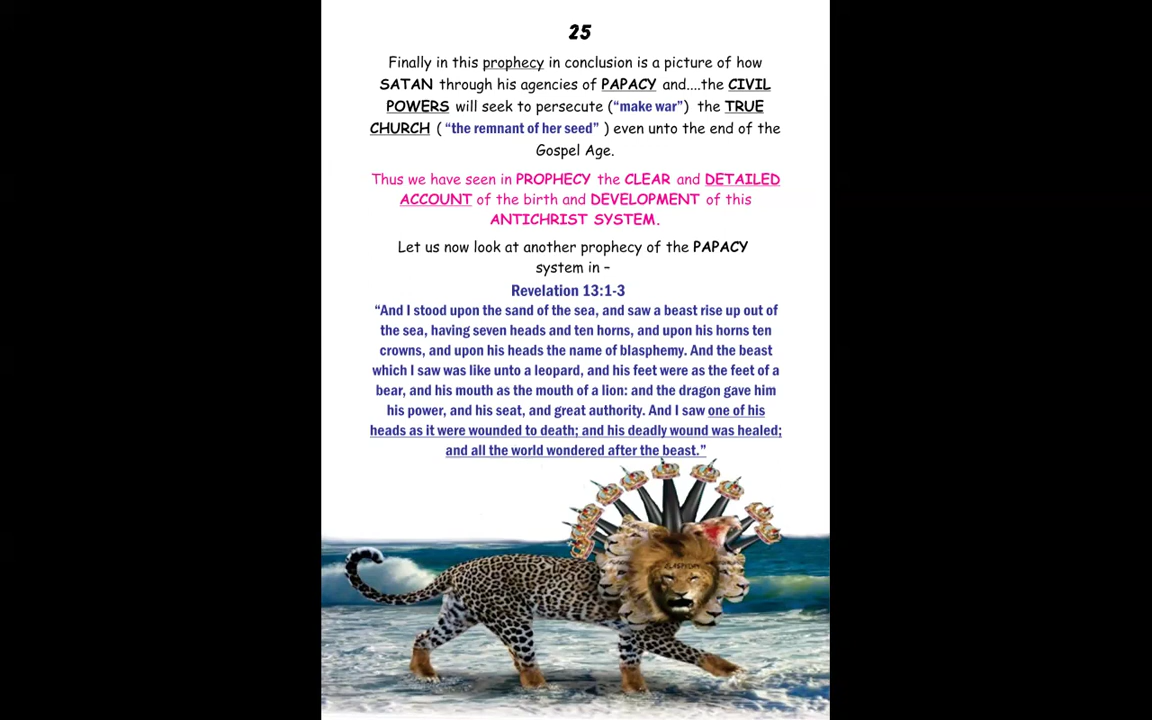 25
Finally in this prophecy in conclusion is a picture of how
SATAN through his agencies of PAPACY and....the CIVIL
POWERS will seek to persecute (“make war”) the TRUE
CHURCH ( “the remnant of her seed” ) even unto the end of the
Gospel Age.
Thus we have seen in PROPHECY the CLEAR and DETAILED
ACCOUNT of the birth and DEVELOPMENT of this
ANTICHRIST SYSTEM.
Let us now look at another prophecy of the PAPACY
system in –
Revelation 13:1-3
“And I stood upon the sand of the sea, and saw a beast rise up out of
the sea, having seven heads and ten horns, and upon his horns ten
crowns, and upon his heads the name of blasphemy. And the beast
which I saw was like unto a leopard, and his feet were as the feet of a
bear, and his mouth as the mouth of a lion: and the dragon gave him
his power, and his seat, and great authority. And I saw one of his
heads as it were wounded to death; and his deadly wound was healed;
and all the world wondered after the beast.”